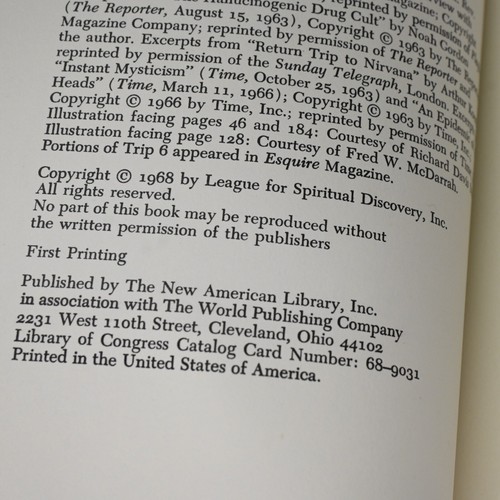 reprinted by permission of
Magazine; Copyright
Hallucinogenic Drug Cult" by Noah Gordon
(The Reporter, August 15, 1963), Copyright © 1963 by The Reporter
Magazine Company; reprinted by permission of The Reporter and
the author. Excerpts from "Return Trip to Nirvana" by Arthur
reprinted by permission of the Sunday Telegraph, London. Excerpts
"Instant Mysticism" (Time, October 25, 1963) and "An Epidemic
Heads" (Time, March 11, 1966); Copyright © 1963 by Time, Inc.,
Copyright © 1966 by Time, Inc.; reprinted by permission of Time
Illustration facing pages 46 and 184: Courtesy of Richard
Illustration facing page 128: Courtesy of Fred W. McDarrah.
Portions of Trip 6 appeared in Esquire Magazine.
Copyright © 1968 by League for Spiritual Discovery, Inc.
All rights reserved.
No part of this book may be reproduced without
the written permission of the publishers
First Printing
Published by The New American Library, Inc.
in association with The World Publishing Company
2231 West 110th Street, Cleveland, Ohio 44102
Library of Congress Catalog Card Number: 68–9031
Printed in the United States of America.